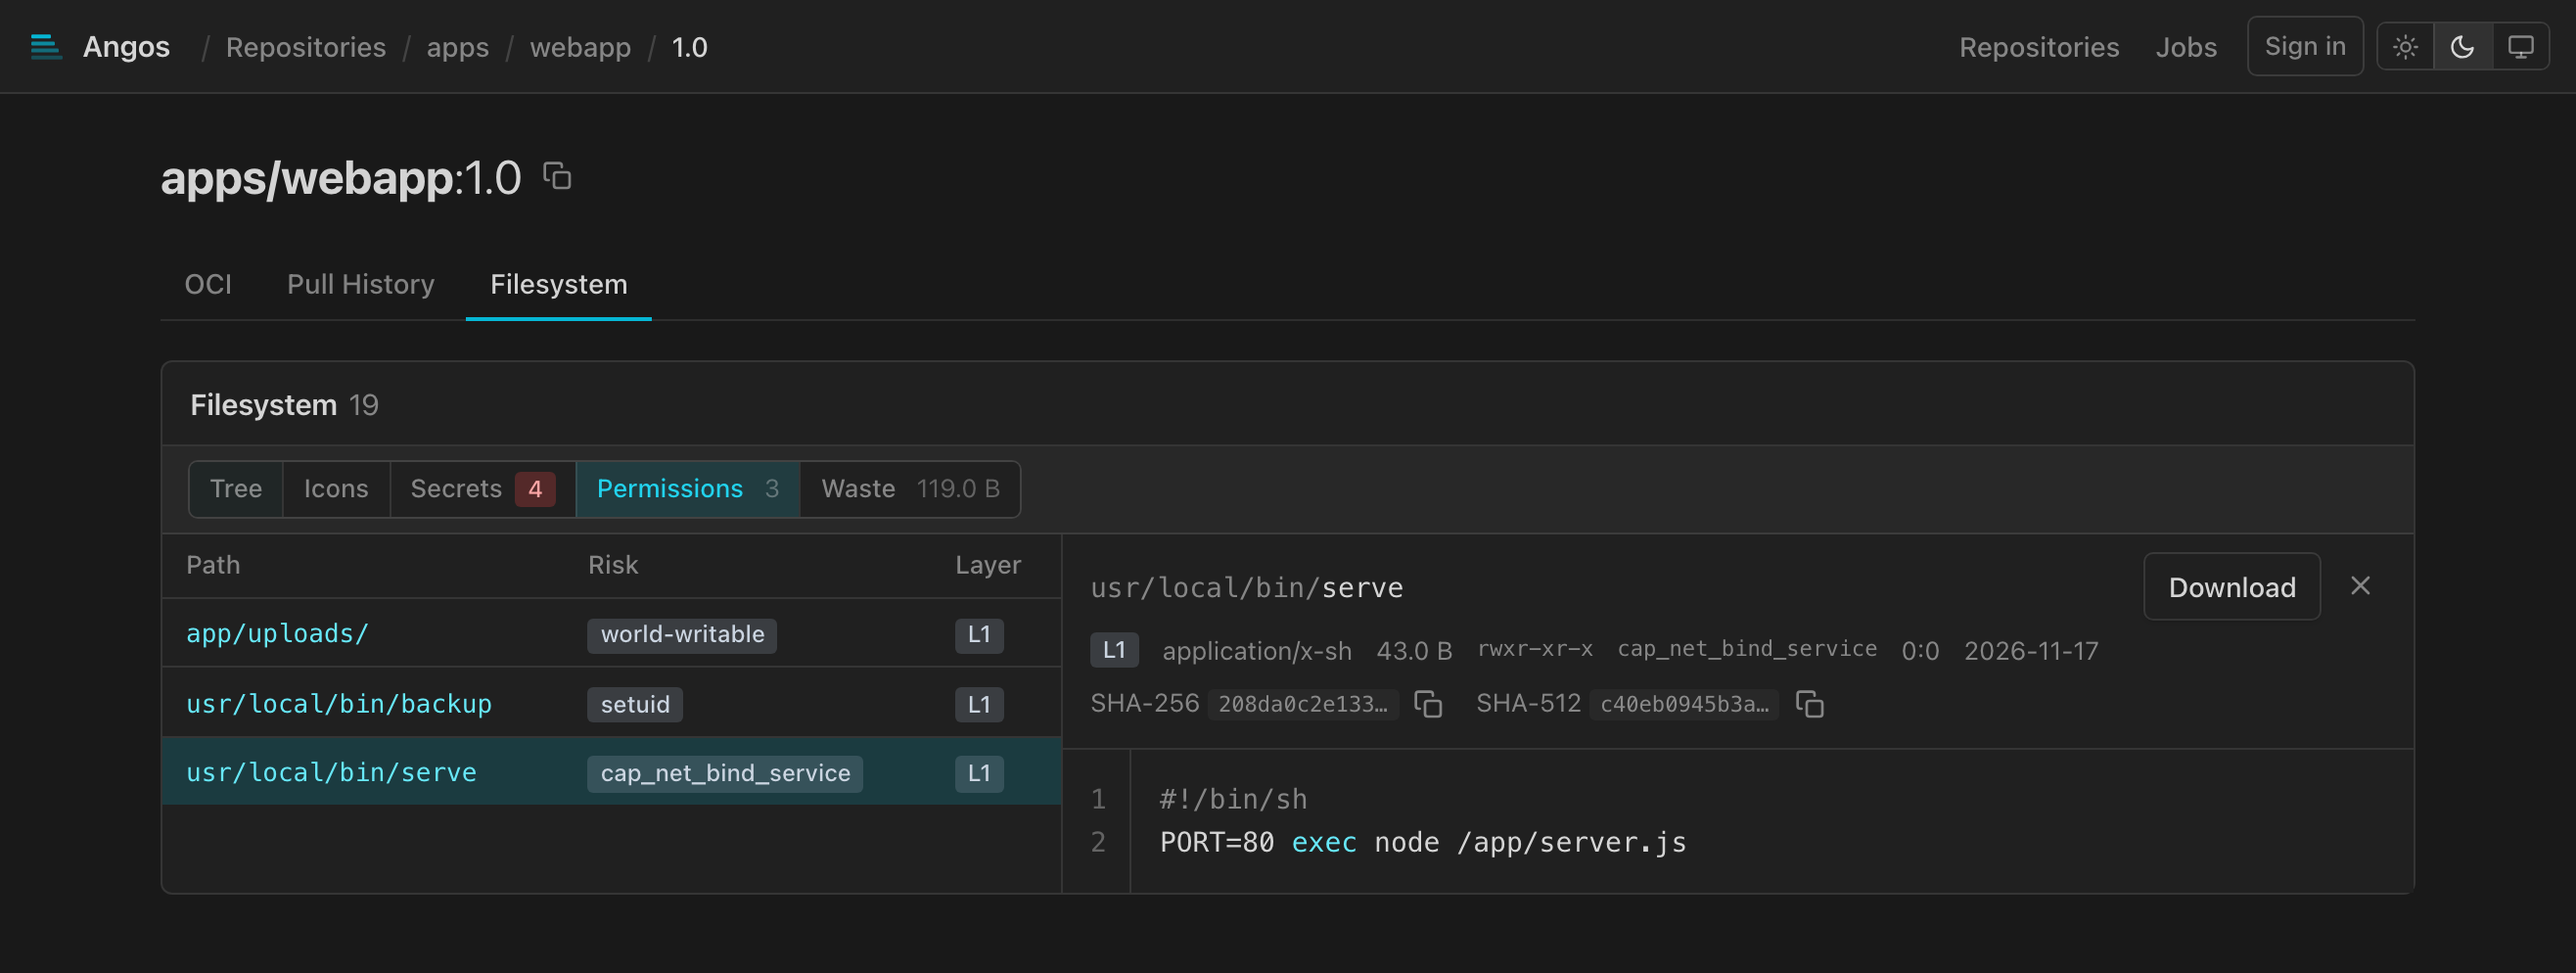 Angos / Repositories / apps / webapp / 1.0
Repositories Jobs Sign in
apps/webapp:1.0
OCI Pull History Filesystem
Filesystem 19
Tree Icons Secrets 4 Permissions 3 Waste 119.0 B
Path Risk Layer
app/uploads/ world-writable L1
usr/local/bin/backup setuid L1
usr/local/bin/serve cap_net_bind_service L1
usr/local/bin/serve Download
L1 application/x-sh 43.0 B rwxr-xr-x cap_net_bind_service 0:0 2026-11-17
SHA-256 208da0c2e133… SHA-512 c40eb0945b3a…
1 #!/bin/sh
2 PORT=80 exec node /app/server.js